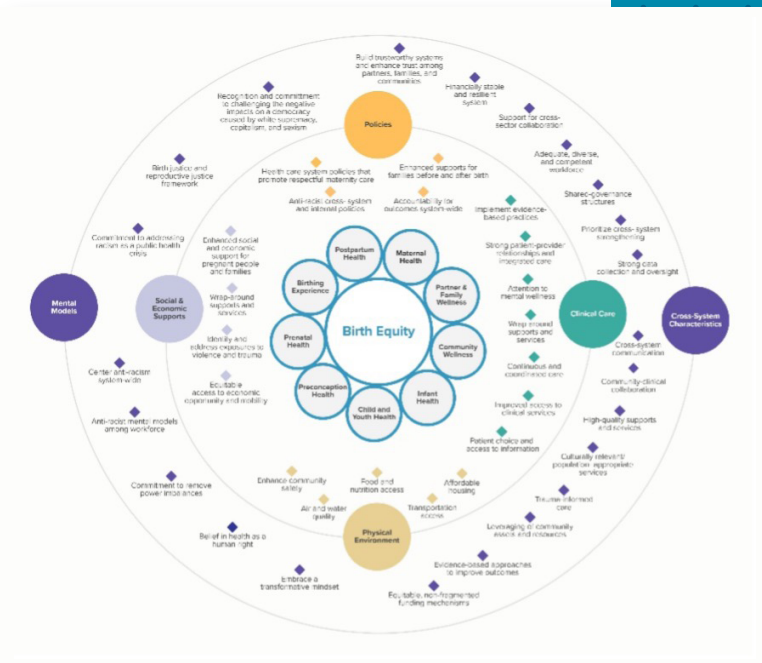 Build trustworthy systems
and enhance trust among
partners, families, and
communities
Financially stable
and resilient
system
Support for cross-
sector collaboration
Adequate, diverse,
and competent
workforce
Shared-governance
structures
Prioritize cross-system
strengthening
Strong data
collection and oversight
Cross-System
Characteristics
Cross-system
communication
Community-clinical
collaboration
High-quality supports
and services
Culturally relevant/
population-appropriate
services
Trauma-informed
care
Leveraging of community
assets and resources
Evidence-based approaches
to improve outcomes
Equitable, non-fragmented
funding mechanisms
Recognition and commitment
to challenging the negative
impacts on a democracy
caused by white supremacy,
capitalism, and sexism
Birth justice and
reproductive justice
framework
Commitment to addressing
racism as a public health
crisis
Mental
Models
Center anti-racism
system-wide
Anti-racist mental models
among workforce
Commitment to remove
power imbalances
Belief in health as a
human right
Embrace a
transformative mindset
Policies
Health care system policies that
promote respectful maternity care
Enhanced supports for
families before and after birth
Anti-racist cross- system
and internal policies
Accountability for
outcomes system-wide
Social &
Economic
Supports
Enhanced social
and economic
support for
pregnant people
and families
Wrap-around
supports and
services
Identify and
address exposures to
violence and trauma
Equitable
access to economic
opportunity and mobility
Clinical Care
Implement evidence-
based practices
Strong patient-provider
relationships and
integrated care
Attention to
mental wellness
Wrap around
supports and
services
Continuous and
coordinated care
Improved access to
clinical services
Patient choice and
access to information
Physical
Environment
Enhance community
safety
Air and water
quality
Food and
nutrition access
Transportation
access
Affordable
housing
Birth Equity
Postpartum
Health
Maternal
Health
Partner &
Family
Wellness
Community
Wellness
Infant
Health
Child and
Youth Health
Preconception
Health
Prenatal
Health
Birthing
Experience